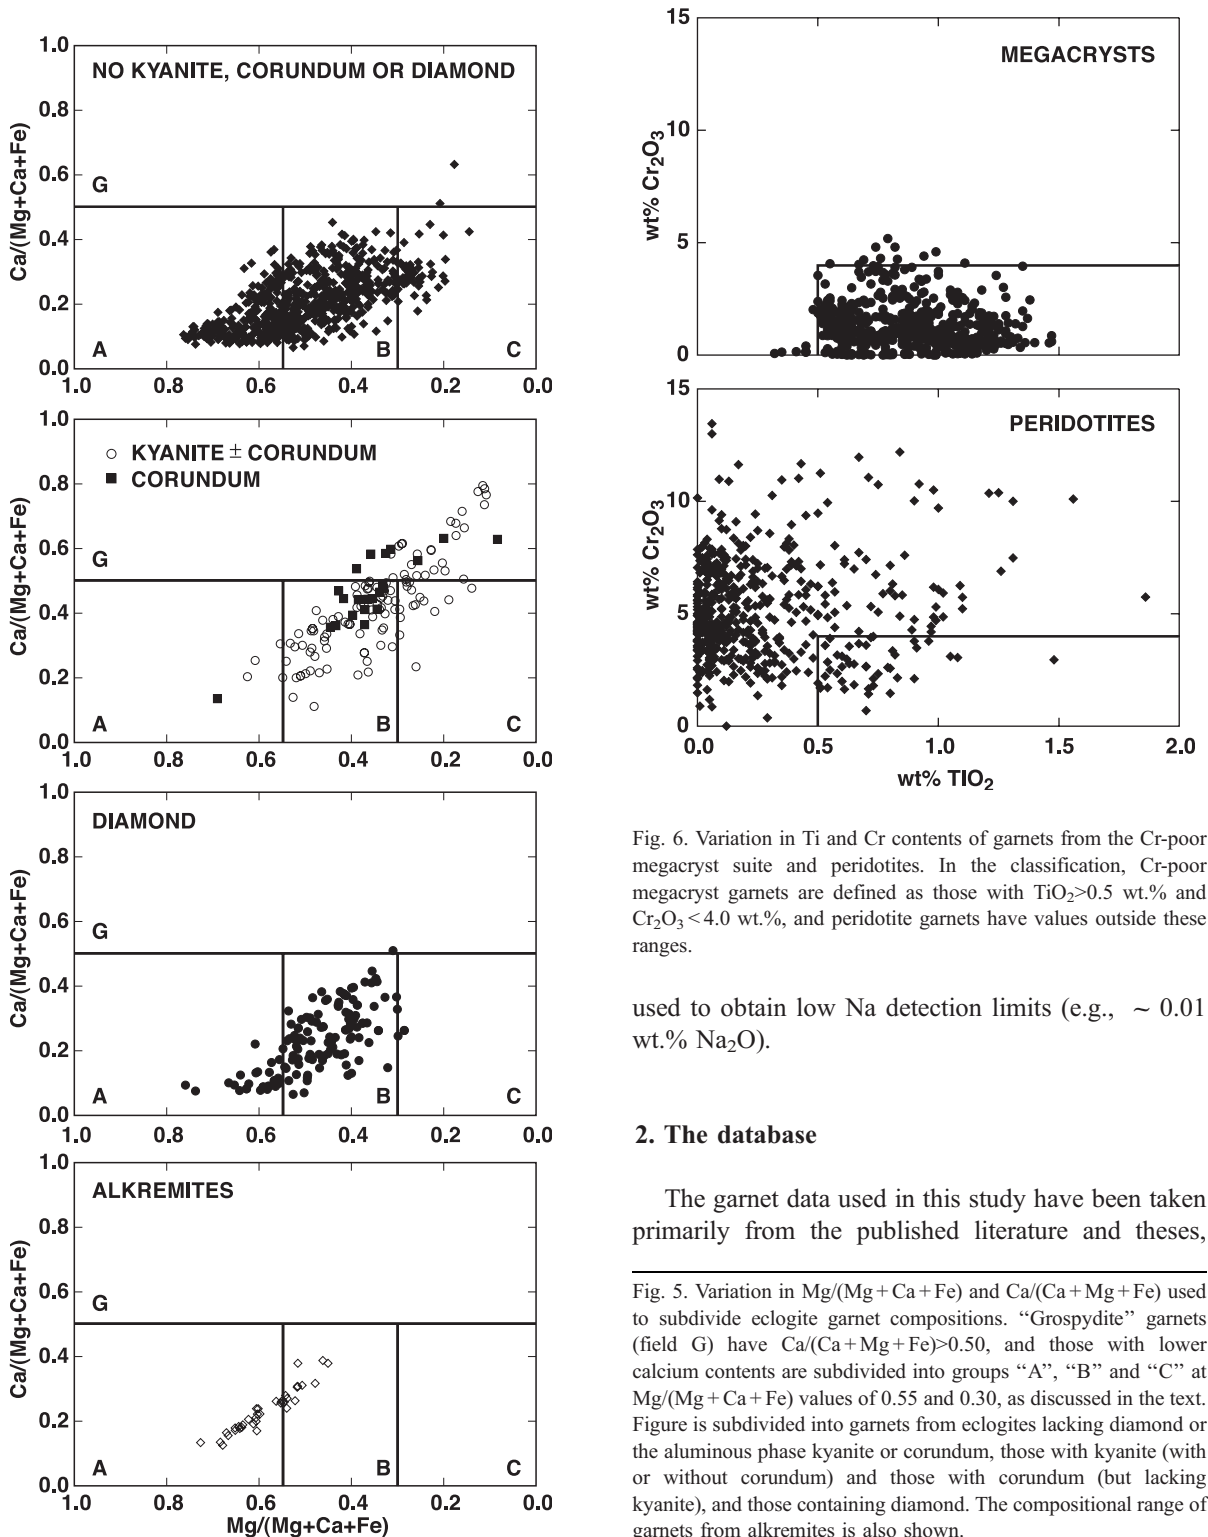 1.0
NO KYANITE, CORUNDUM OR DIAMOND
0.8
0.6
G
0.4
0.2
A B C
0.0
1.0 0.8 0.6 0.4 0.2 0.0
Ca/(Mg+Ca+Fe)
1.0
○ KYANITE ± CORUNDUM
■ CORUNDUM
0.8
0.6
G
0.4
0.2
A B C
0.0
1.0 0.8 0.6 0.4 0.2 0.0
Ca/(Mg+Ca+Fe)
1.0
DIAMOND
0.8
0.6
G
0.4
0.2
A B C
0.0
1.0 0.8 0.6 0.4 0.2 0.0
Ca/(Mg+Ca+Fe)
1.0
ALKREMITES
0.8
0.6
G
0.4
0.2
A B C
0.0
1.0 0.8 0.6 0.4 0.2 0.0
Ca/(Mg+Ca+Fe)
Mg/(Mg+Ca+Fe)
15
MEGACRYSTS
10
5
0
wt% Cr₂O₃
15
PERIDOTITES
10
5
0
wt% Cr₂O₃
0.0 0.5 1.0 1.5 2.0
wt% TIO₂
Fig. 6. Variation in Ti and Cr contents of garnets from the Cr-poor
megacryst suite and peridotites. In the classification, Cr-poor
megacryst garnets are defined as those with TiO₂>0.5 wt.% and
Cr₂O₃<4.0 wt.%, and peridotite garnets have values outside these
ranges.
used to obtain low Na detection limits (e.g., ~ 0.01
wt.% Na₂O).
2. The database
The garnet data used in this study have been taken
primarily from the published literature and theses,
Fig. 5. Variation in Mg/(Mg+Ca+Fe) and Ca/(Ca+Mg+Fe) used
to subdivide eclogite garnet compositions. “Grospydite” garnets
(field G) have Ca/(Ca+Mg+Fe)>0.50, and those with lower
calcium contents are subdivided into groups “A”, “B” and “C” at
Mg/(Mg+Ca+Fe) values of 0.55 and 0.30, as discussed in the text.
Figure is subdivided into garnets from eclogites lacking diamond or
the aluminous phase kyanite or corundum, those with kyanite (with
or without corundum) and those with corundum (but lacking
kyanite), and those containing diamond. The compositional range of
garnets from alkremites is also shown.